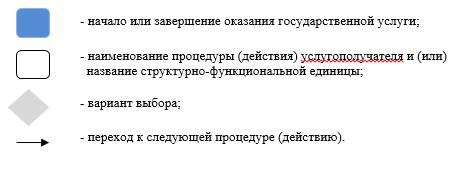 - начало или завершение оказания государственной услуги;
- наименование процедуры (действия) услугополучателя и (или)
название структурно-функциональной единицы;
- вариант выбора;
- переход к следующей процедуре (действию).